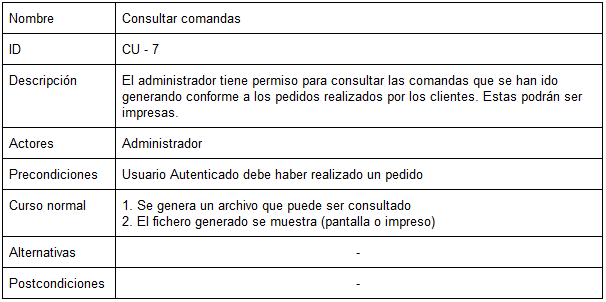 Nombre Consultar comandas
ID CU - 7
Descripción El administrador tiene permiso para consultar las comandas que se han ido
generando conforme a los pedidos realizados por los clientes. Estas podrán ser
impresas.
Actores Administrador
Precondiciones Usuario Autenticado debe haber realizado un pedido
Curso normal 1. Se genera un archivo que puede ser consultado
2. El fichero generado se muestra (pantalla o impreso)
Alternativas -
Postcondiciones -